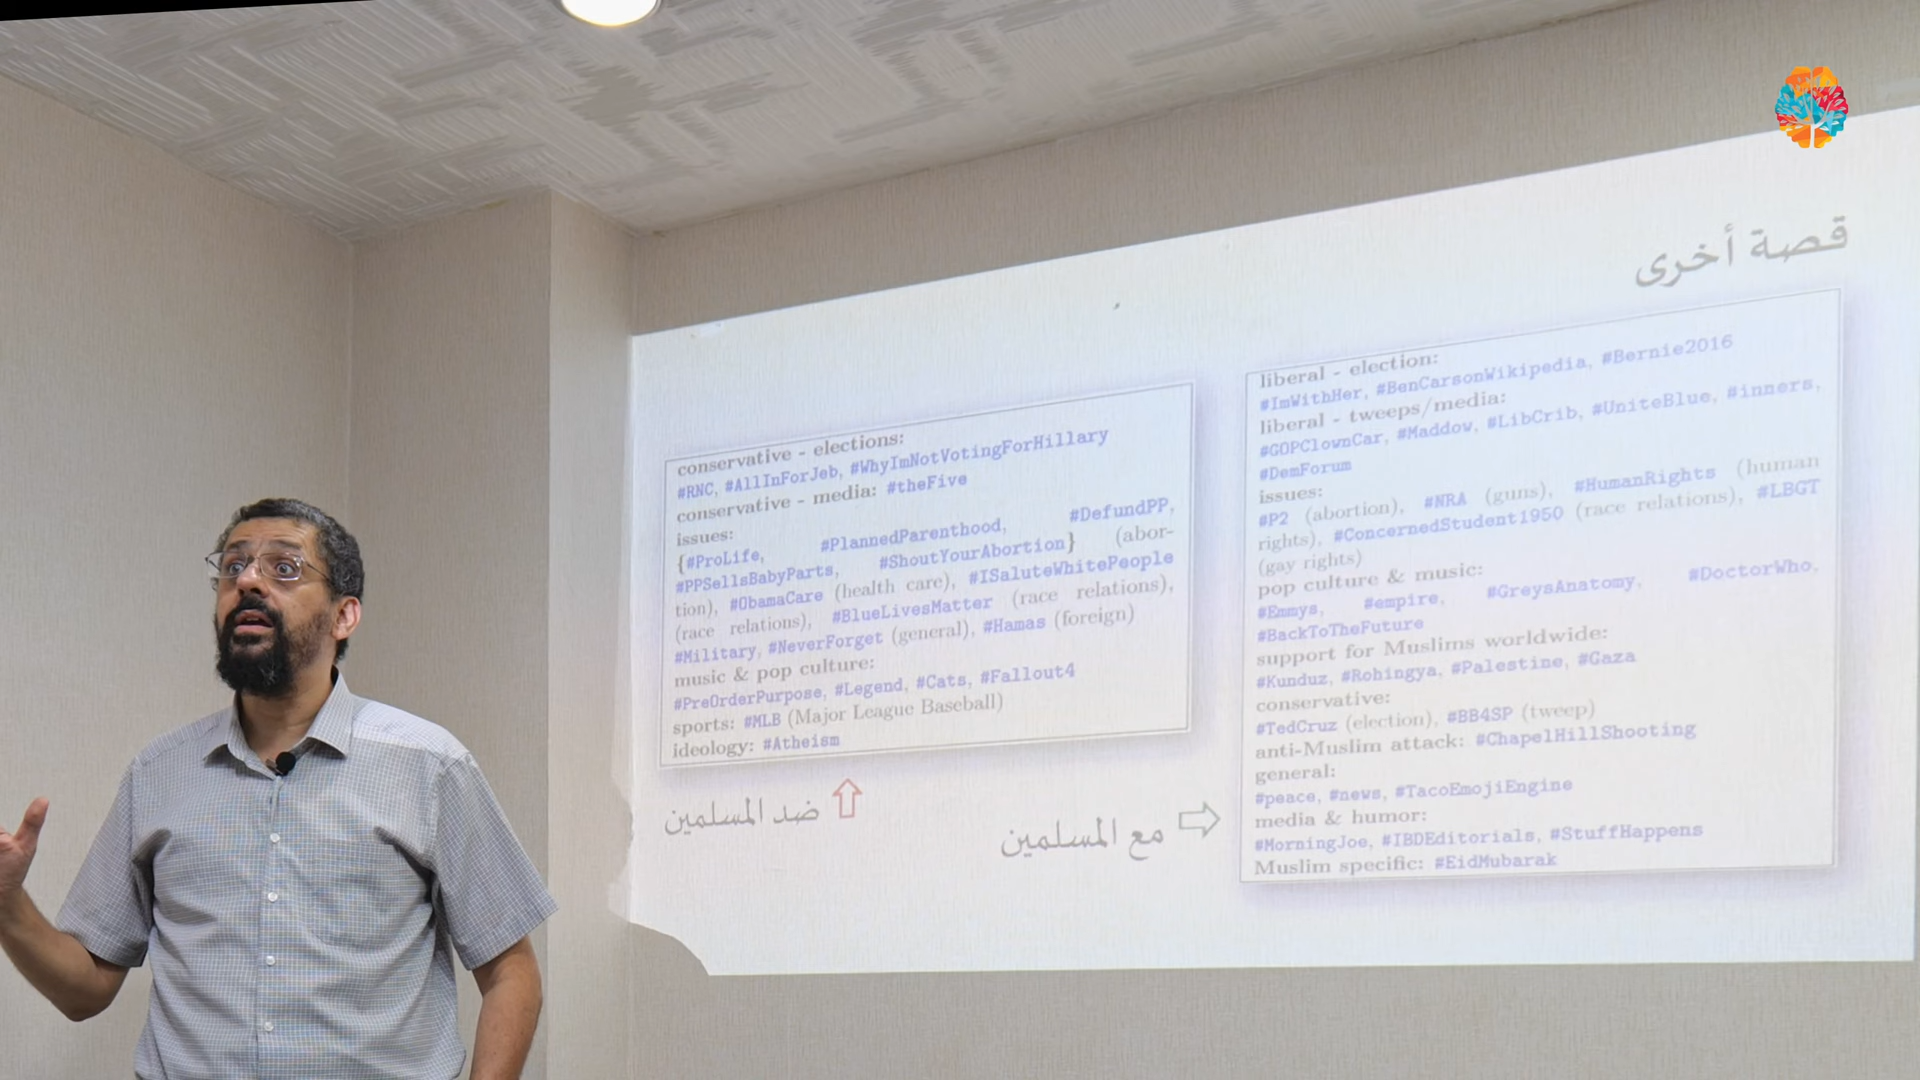 قصة أخرى
conservative - elections:
#RNC, #AllInForJeb, #WhyImNotVotingForHillary
conservative - media: #theFive
issues:
{#ProLife, #PlannedParenthood, #DefundPP,
#PPSellsBabyParts, #ShoutYourAbortion} (abor-
tion), #ObamaCare (health care), #ISaluteWhitePeople
(race relations), #BlueLivesMatter (race relations),
#Military, #NeverForget (general), #Hamas (foreign)
music & pop culture:
#PreOrderPurpose, #Legend, #Cats, #Fallout4
sports: #MLB (Major League Baseball)
ideology: #Atheism
ضد المسلمين
liberal - election:
#ImWithHer, #BenCarsonWikipedia, #Bernie2016
liberal - tweeps/media:
#GOPClownCar, #Maddow, #LibCrib, #UniteBlue, #inners,
#DemForum
issues:
#P2 (abortion), #NRA (guns), #HumanRights (human
rights), #ConcernedStudent1950 (race relations), #LBGT
(gay rights)
pop culture & music:
#Emmys, #empire, #GreysAnatomy, #DoctorWho,
#BackToTheFuture
support for Muslims worldwide:
#Kunduz, #Rohingya, #Palestine, #Gaza
conservative:
#TedCruz (election), #BB4SP (tweep)
anti-Muslim attack: #ChapelHillShooting
general:
#peace, #news, #TacoEmojiEngine
media & humor:
#MorningJoe, #IBDEditorials, #StuffHappens
Muslim specific: #EidMubarak
مع المسلمين